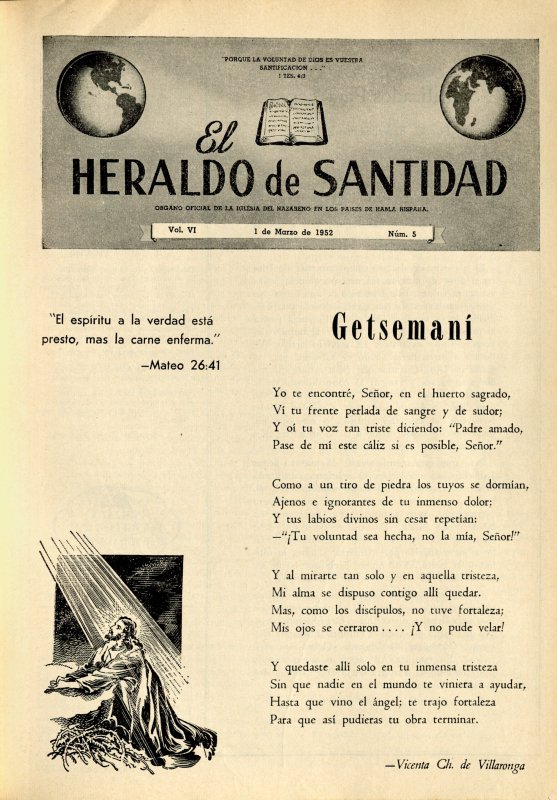 "PORQUE LA VOLUNTAD DE DIOS ES VUESTRA
SANTIFICACION . . ."
I TES. 4:3
El
HERALDO de SANTIDAD
ORGANO OFICIAL DE LA IGLESIA DEL NAZARENO EN LOS PAISES DE HABLA HISPANA.
Vol. VI 1 de Marzo de 1952 Núm. 5
"El espíritu a la verdad está
presto, mas la carne enferma."
—Mateo 26:41
Getsemaní
Yo te encontré, Señor, en el huerto sagrado,
Ví tu frente perlada de sangre y de sudor;
Y oí tu voz tan triste diciendo: "Padre amado,
Pase de mí este cáliz si es posible, Señor."
Como a un tiro de piedra los tuyos se dormían,
Ajenos e ignorantes de tu inmenso dolor;
Y tus labios divinos sin cesar repetían:
—"¡Tu voluntad sea hecha, no la mía, Señor!"
Y al mirarte tan solo y en aquella tristeza,
Mi alma se dispuso contigo allí quedar.
Mas, como los discípulos, no tuve fortaleza;
Mis ojos se cerraron .... ¡Y no pude velar!
Y quedaste allí solo en tu inmensa tristeza
Sin que nadie en el mundo te viniera a ayudar,
Hasta que vino el ángel; te trajo fortaleza
Para que así pudieras tu obra terminar.
—Vicenta Ch. de Villaronga